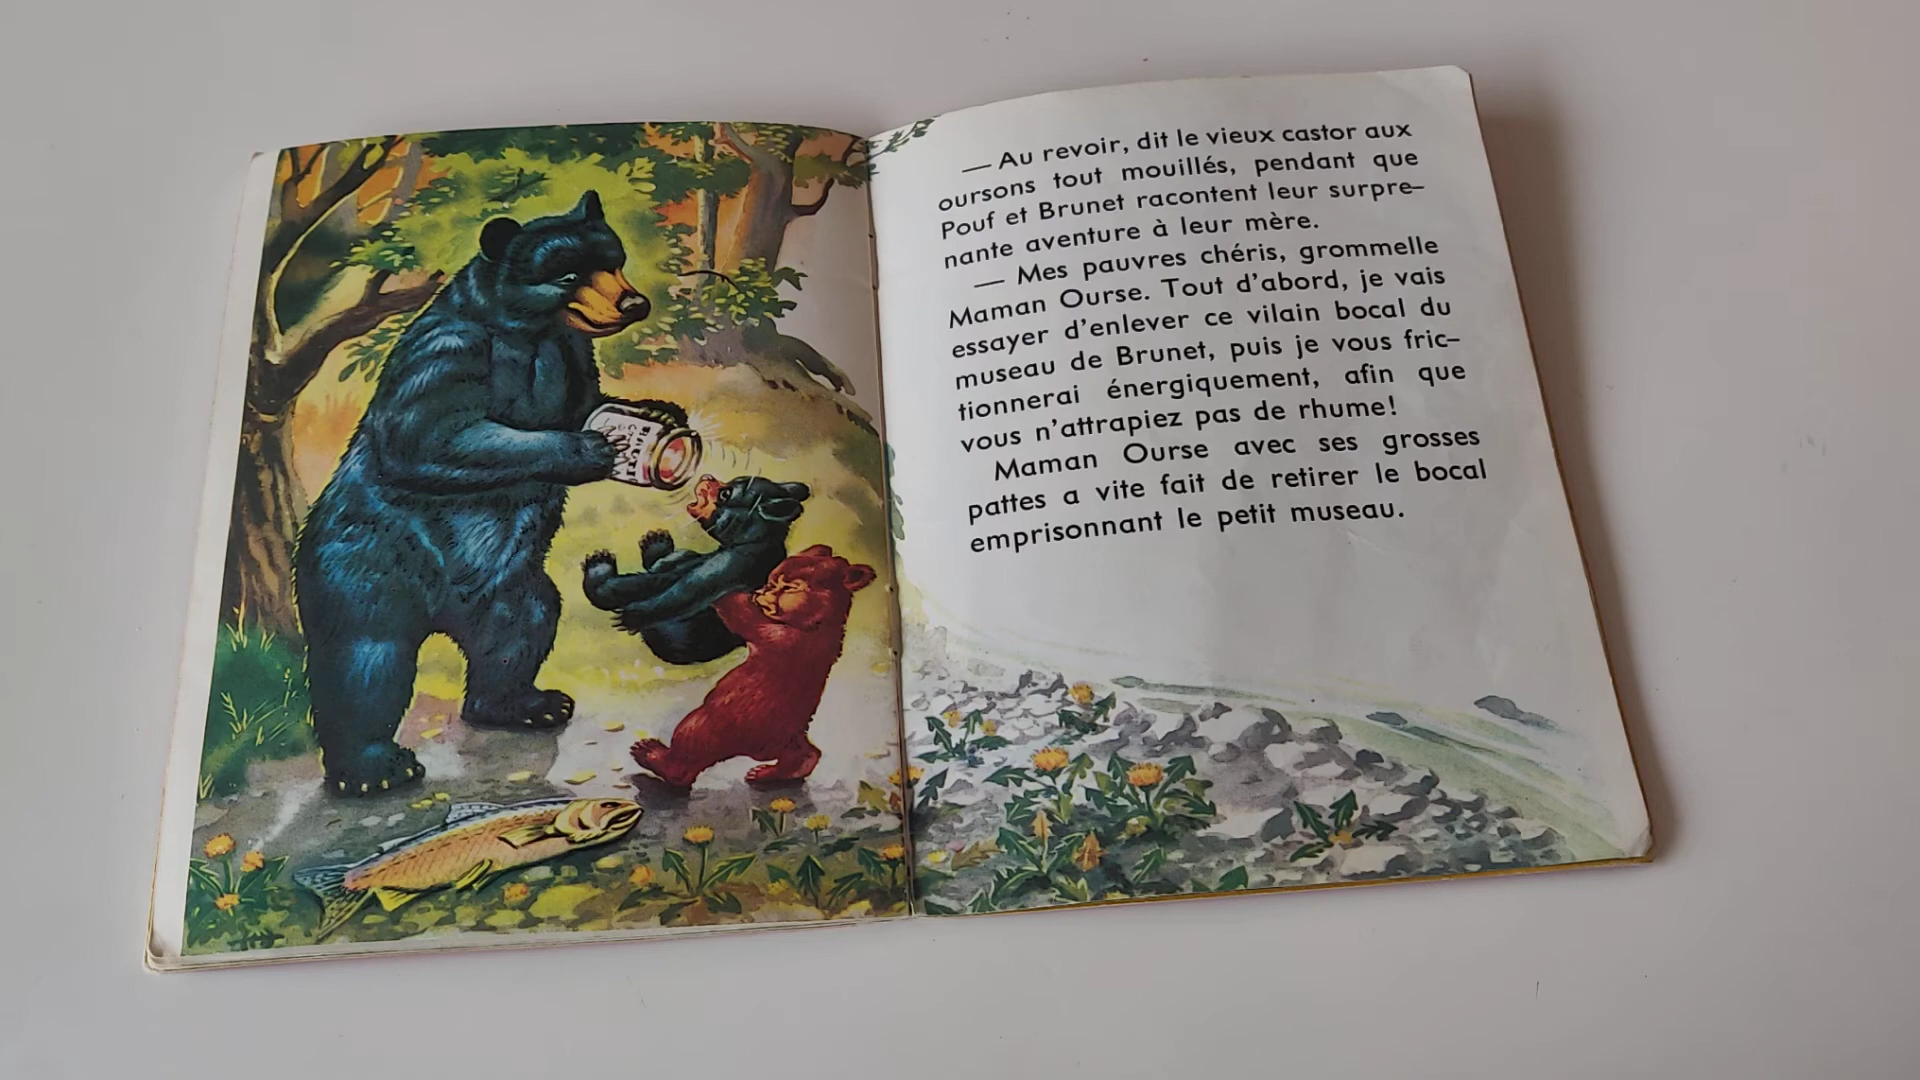 — Au revoir, dit le vieux castor aux
oursons tout mouillés, pendant que
Pouf et Brunet racontent leur surpre-
nante aventure à leur mère.
— Mes pauvres chéris, grommelle
Maman Ourse. Tout d'abord, je vais
essayer d'enlever ce vilain bocal du
museau de Brunet, puis je vous fric-
tionnerai énergiquement, afin que
vous n'attrapiez pas de rhume!
Maman Ourse avec ses grosses
pattes a vite fait de retirer le bocal
emprisonnant le petit museau.